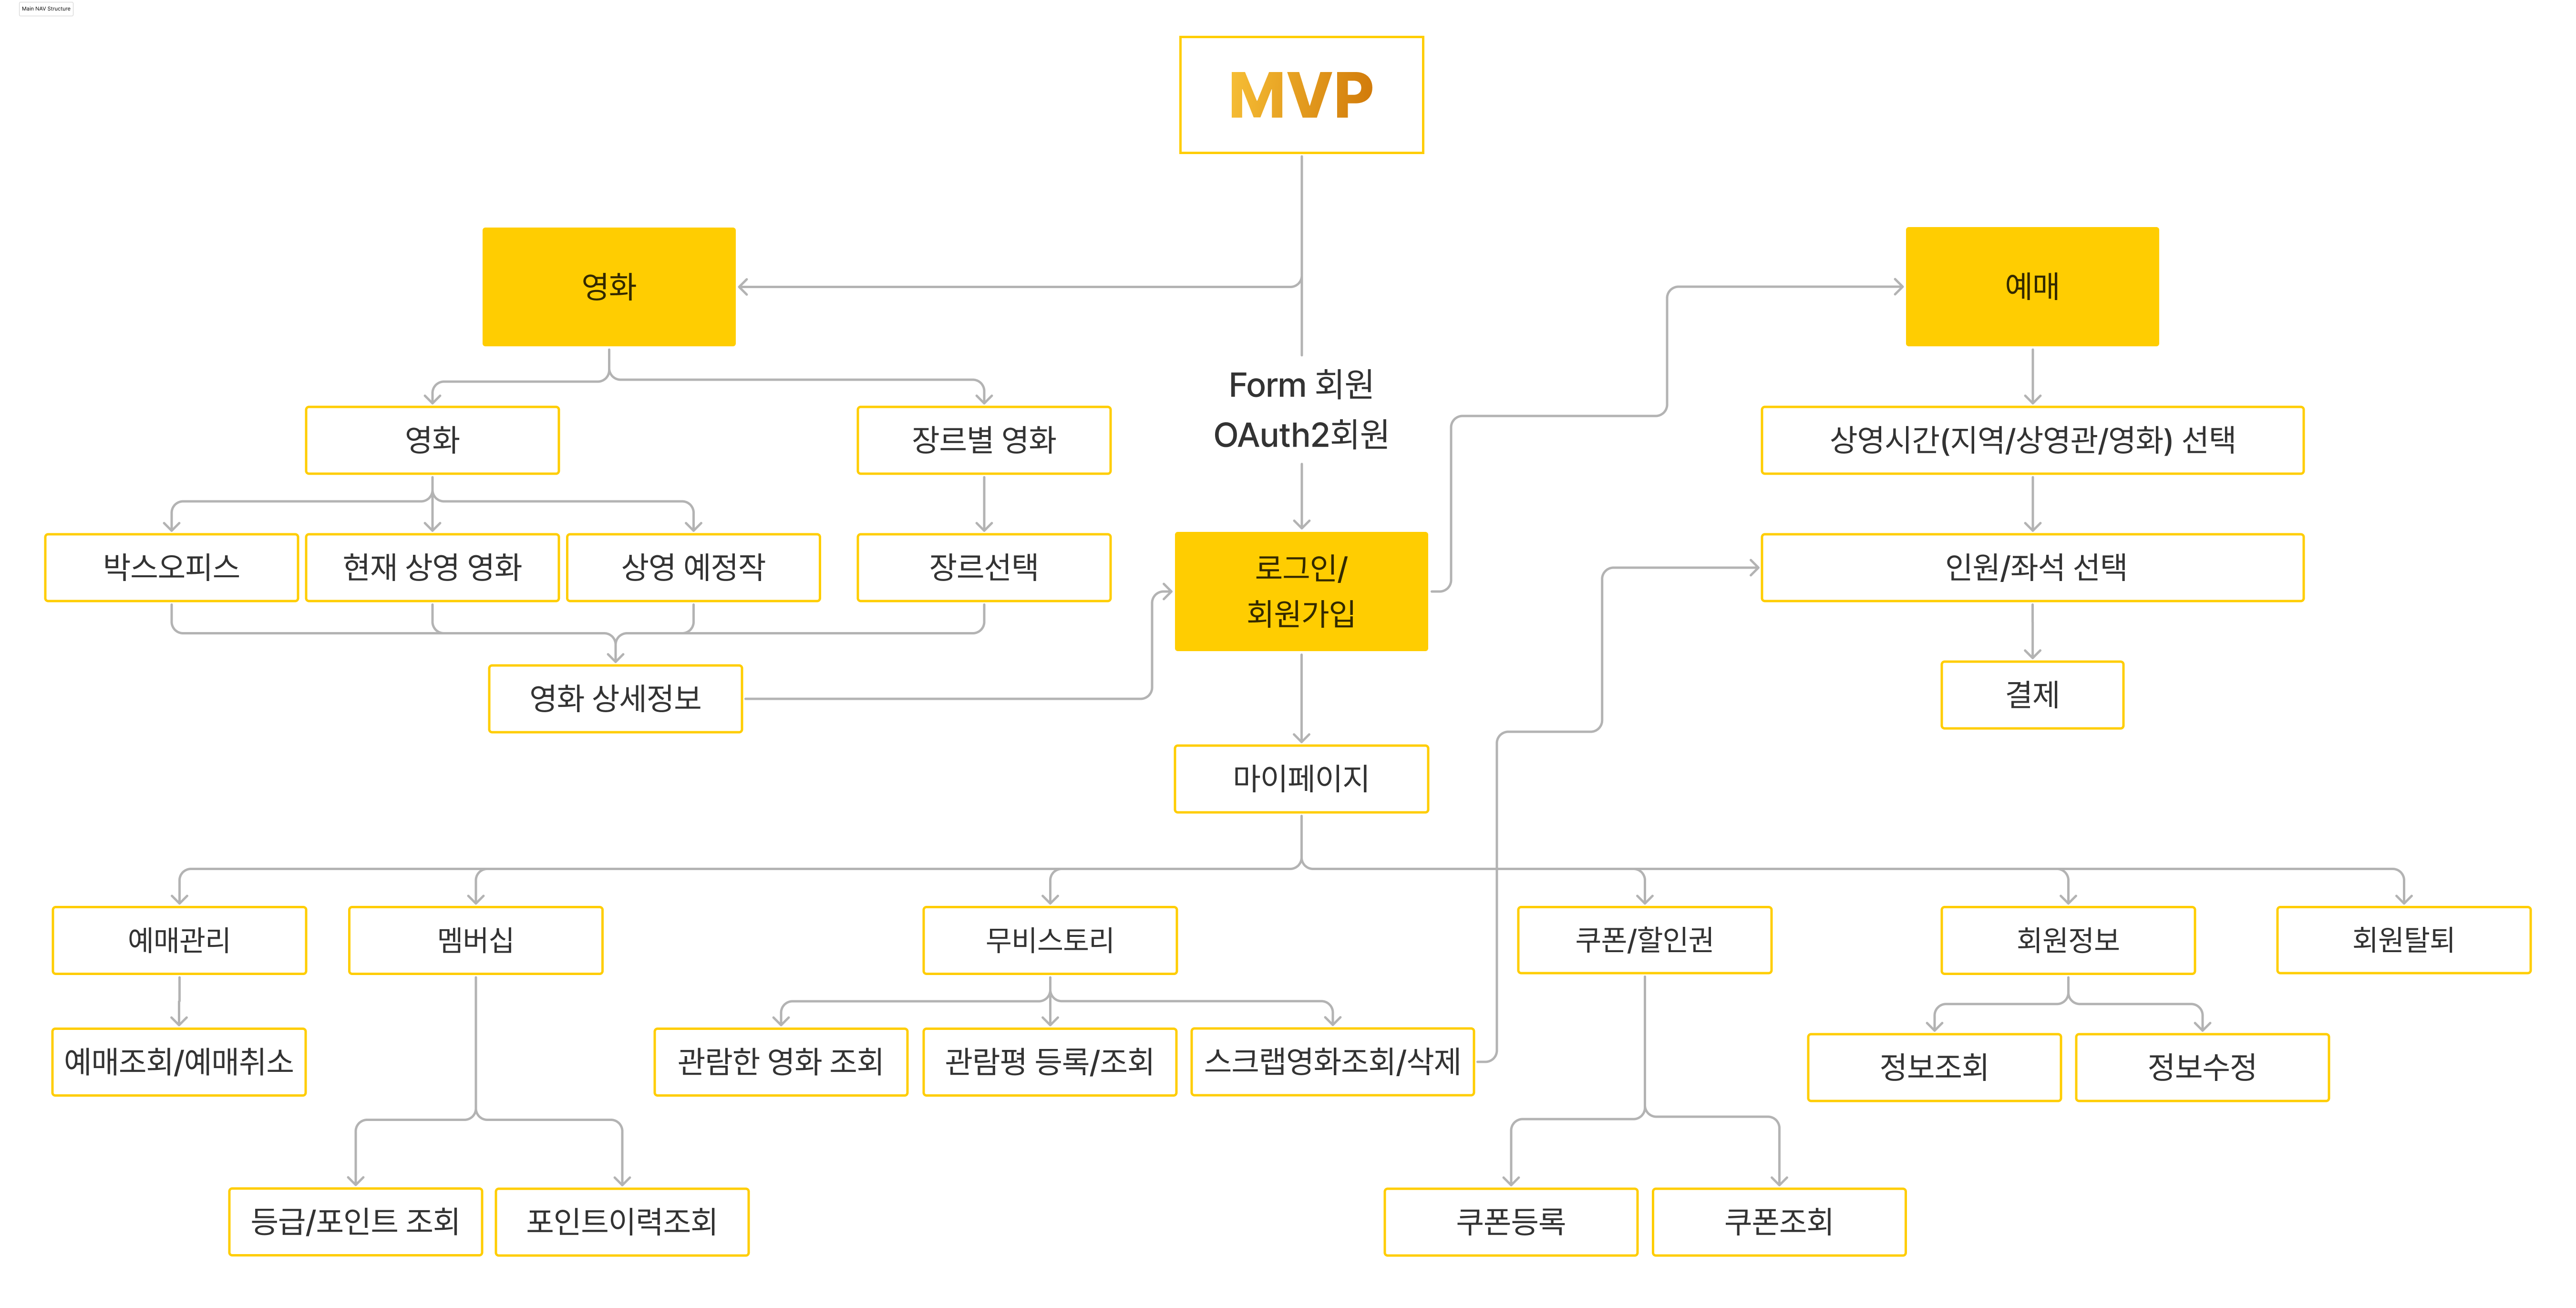 Main NAV Structure
MVP
영화
예매
Form 회원
OAuth2회원
영화
장르별 영화
상영시간(지역/상영관/영화) 선택
박스오피스
현재 상영 영화
상영 예정작
장르선택
로그인/
회원가입
인원/좌석 선택
영화 상세정보
결제
마이페이지
예매관리
멤버십
무비스토리
쿠폰/할인권
회원정보
회원탈퇴
예매조회/예매취소
관람한 영화 조회
관람평 등록/조회
스크랩영화조회/삭제
정보조회
정보수정
등급/포인트 조회
포인트이력조회
쿠폰등록
쿠폰조회